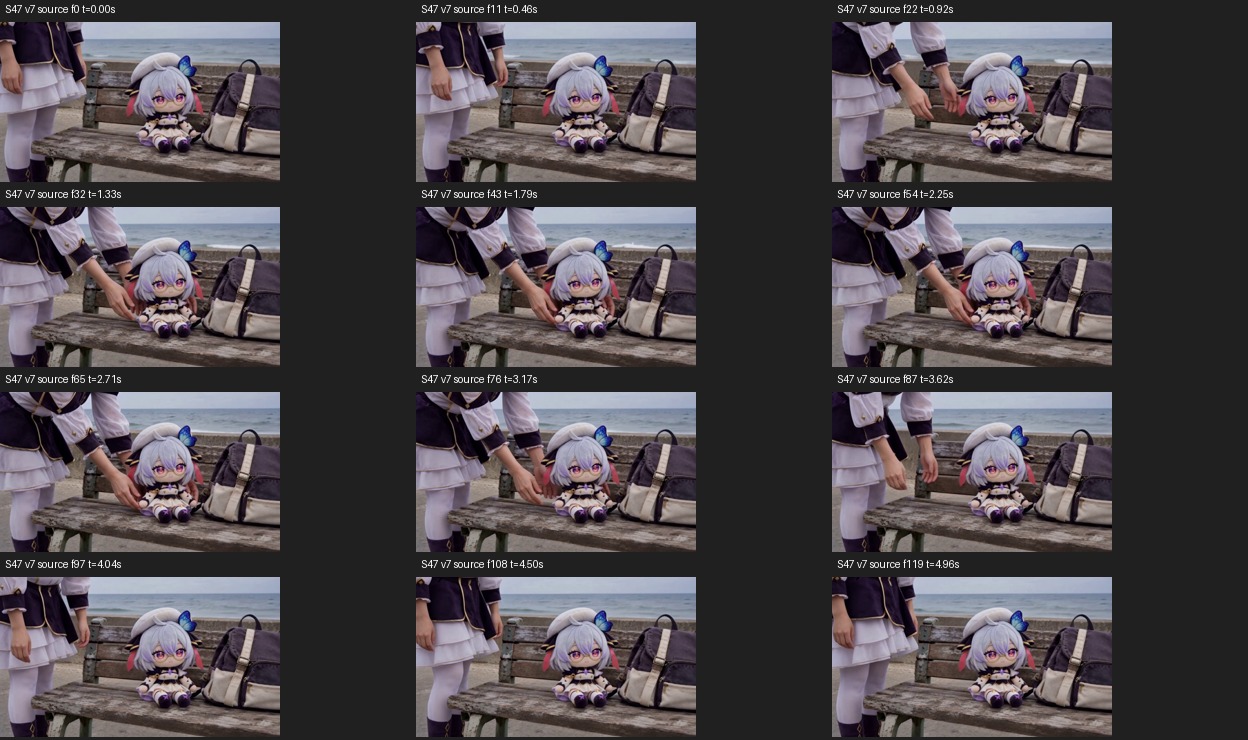 S47 v7 source f0 t=0.00s
S47 v7 source f11 t=0.46s
S47 v7 source f22 t=0.92s
S47 v7 source f32 t=1.33s
S47 v7 source f43 t=1.79s
S47 v7 source f54 t=2.25s
S47 v7 source f65 t=2.71s
S47 v7 source f76 t=3.17s
S47 v7 source f87 t=3.62s
S47 v7 source f97 t=4.04s
S47 v7 source f108 t=4.50s
S47 v7 source f119 t=4.96s